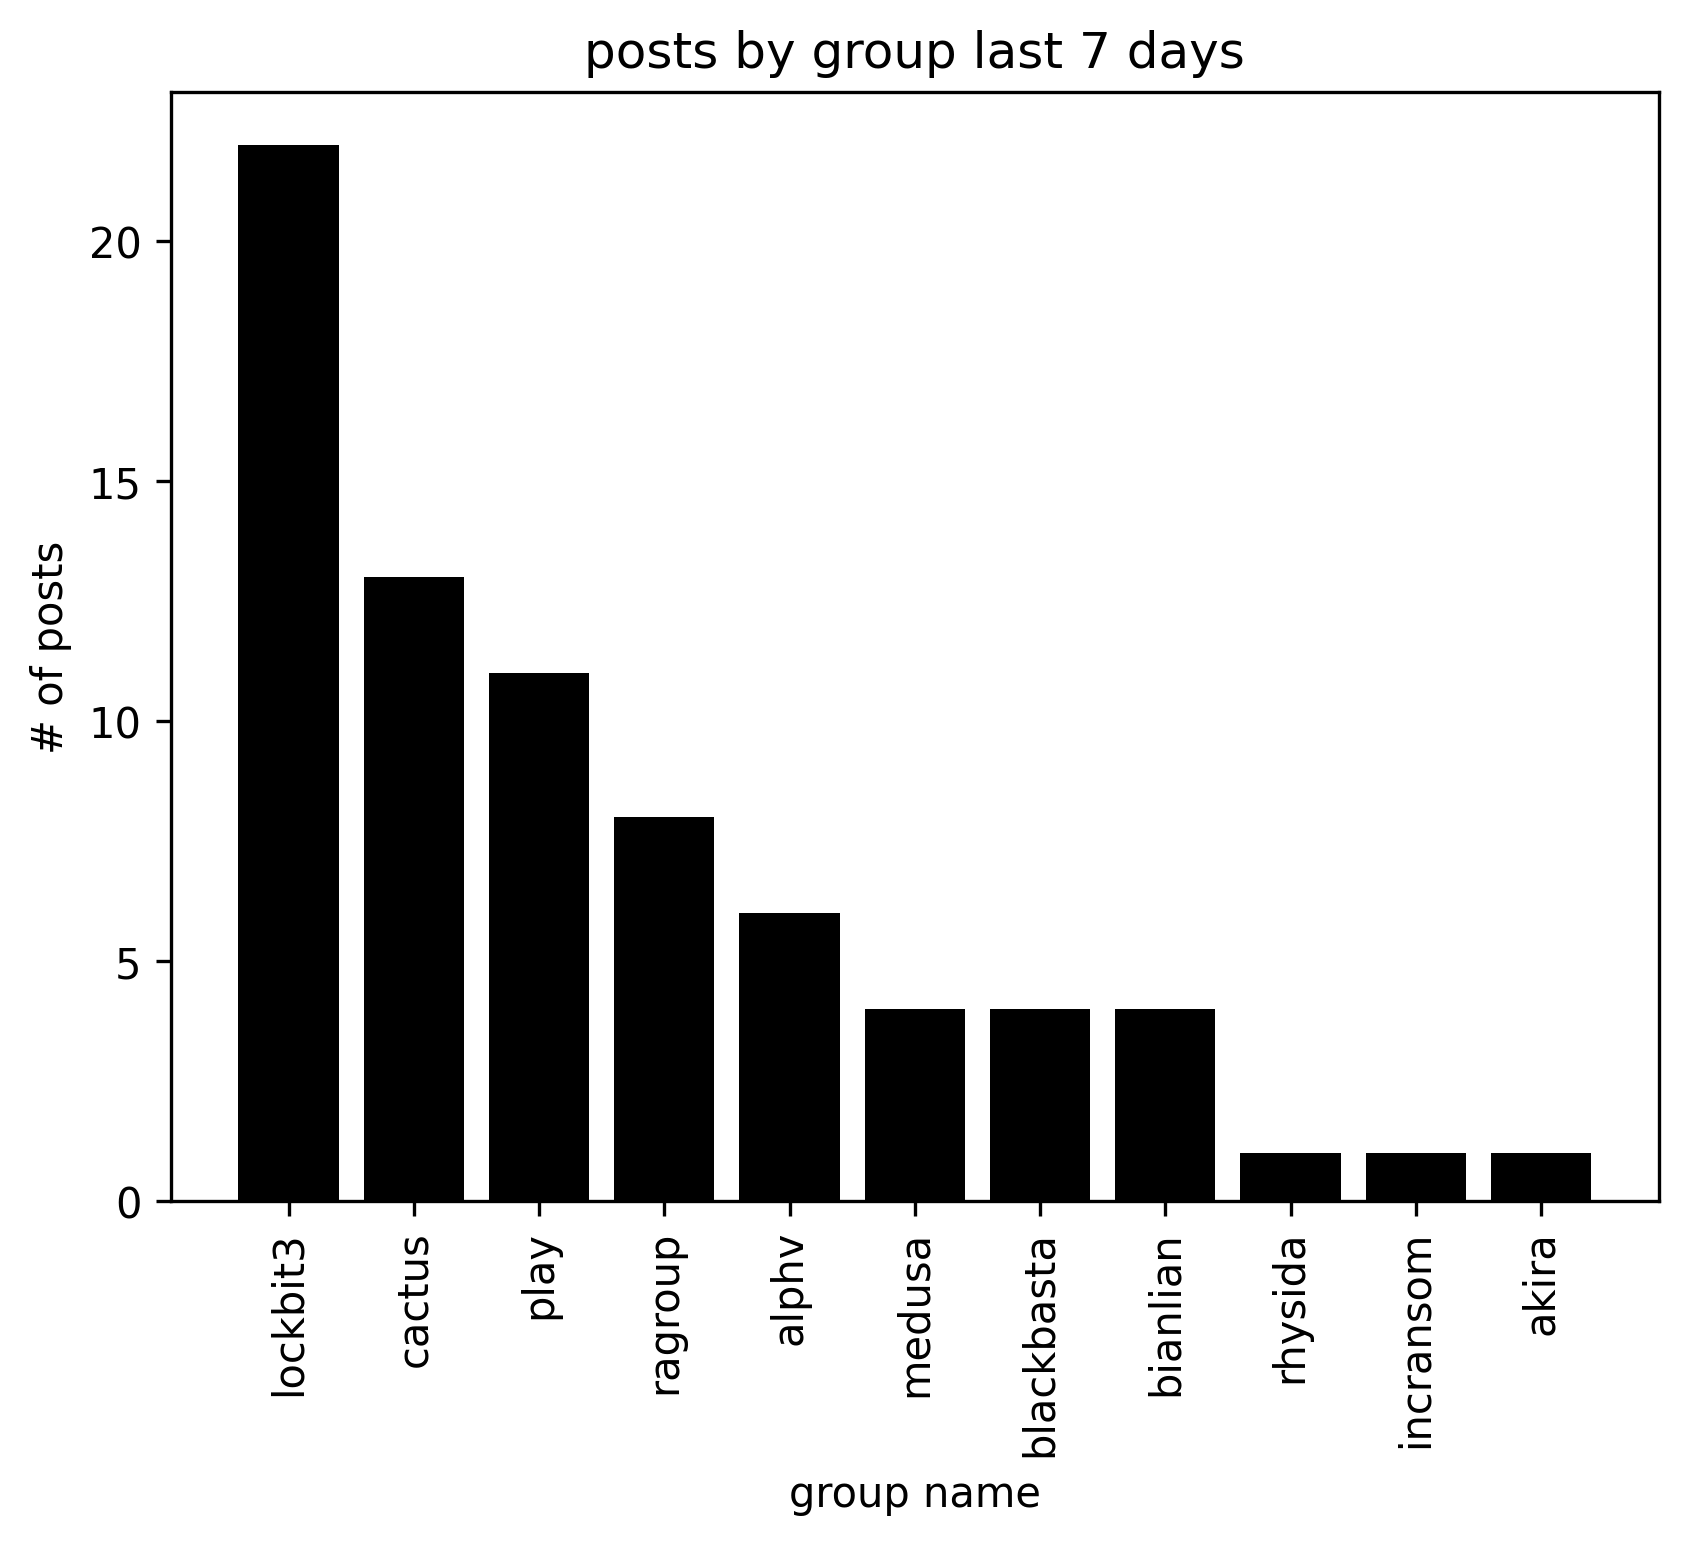 posts by group last 7 days
# of posts
20
15
10
5
0
lockbit3
cactus
play
ragroup
alphv
medusa
blackbasta
bianlian
rhysida
incransom
akira
group name